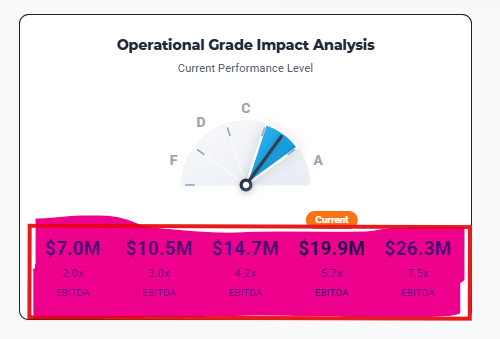 Operational Grade Impact Analysis
Current Performance Level
C
D
F
A
Current
$7.0M $10.5M $14.7M $19.9M $26.3M
2.0x 3.0x 4.2x 5.7x 7.5x
EBITDA EBITDA EBITDA EBITDA EBITDA